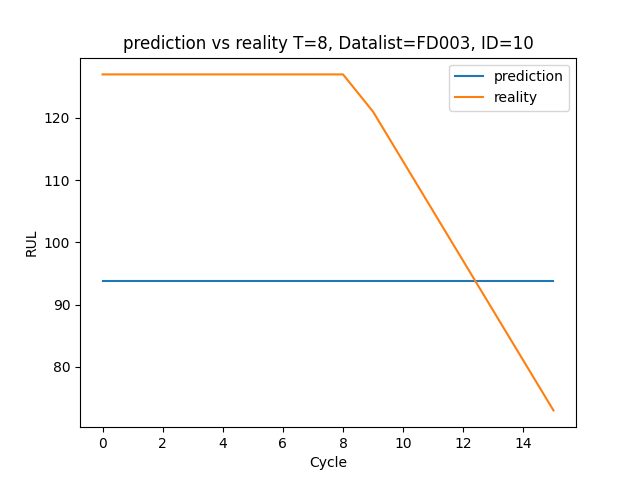 prediction vs reality T=8, Datalist=FD003, ID=10
prediction
reality
120
110
100
90
80
RUL
0 2 4 6 8 10 12 14
Cycle